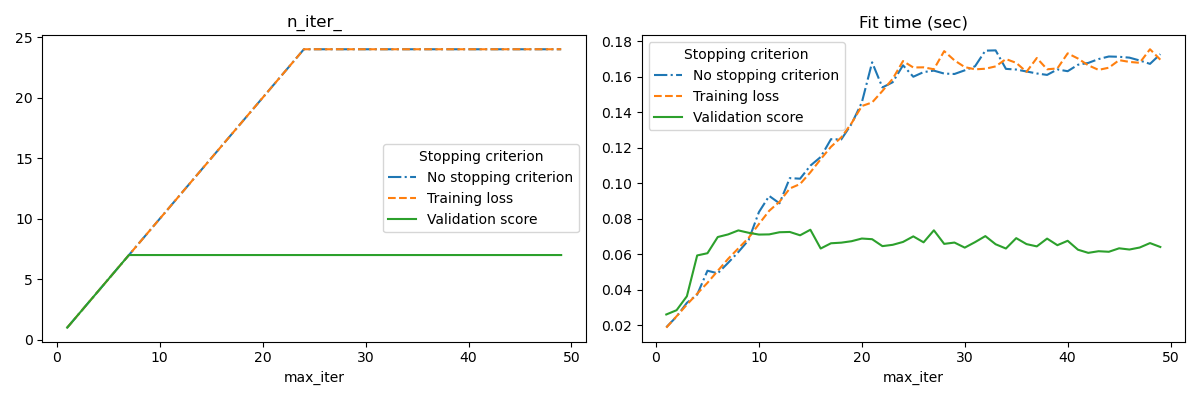 n_iter_
25
20
15
10
5
0
0 10 20 30 40 50
max_iter
Stopping criterion
No stopping criterion
Training loss
Validation score
Fit time (sec)
0.18
0.16
0.14
0.12
0.10
0.08
0.06
0.04
0.02
0 10 20 30 40 50
max_iter
Stopping criterion
No stopping criterion
Training loss
Validation score